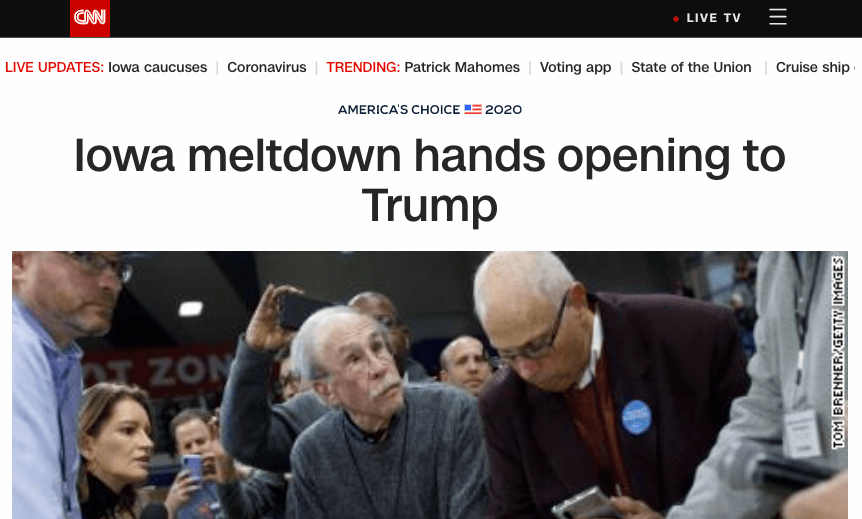 CNN
LIVE TV
LIVE UPDATES: Iowa caucuses | Coronavirus | TRENDING: Patrick Mahomes | Voting app | State of the Union | Cruise ship
AMERICA'S CHOICE 2020
Iowa meltdown hands opening to
Trump
OT ZON
TOM BRENNER/GETTY IMAGES